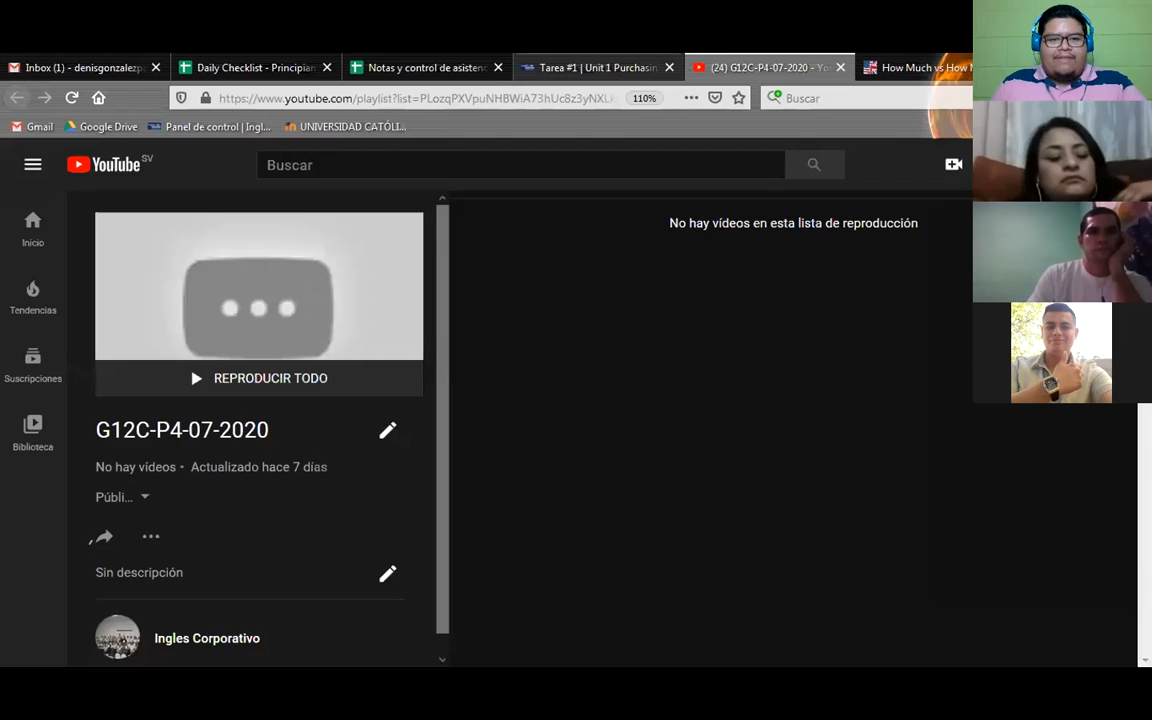 Inbox (1) - denisgonzalezp
Daily Checklist - Principian
Notas y control de asistenc
Tarea #1 | Unit 1 Purchasin
(24) G12C-P4-07-2020 - Yo
How Much vs How M
https://www.youtube.com/playlist?list=PLozqPXVpuNHBWiA73hUc8z3yNXL
110%
Buscar
Gmail
Google Drive
Panel de control | Ingl...
UNIVERSIDAD CATÓLI...
YouTube SV
Buscar
Inicio
Tendencias
Suscripciones
Biblioteca
REPRODUCIR TODO
G12C-P4-07-2020
No hay vídeos • Actualizado hace 7 días
Públi...
Sin descripción
Ingles Corporativo
No hay vídeos en esta lista de reproducción